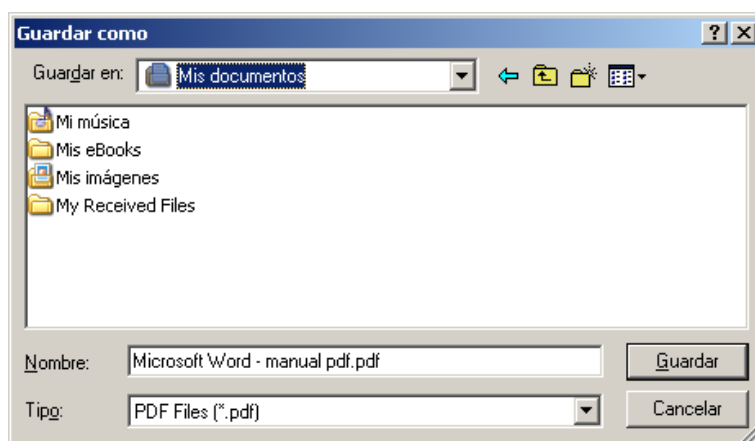 Guardar como
Guardar en: Mis documentos
Mi música
Mis eBooks
Mis imágenes
My Received Files
Nombre: Microsoft Word - manual pdf.pdf Guardar
Tipo: PDF Files (*.pdf) Cancelar